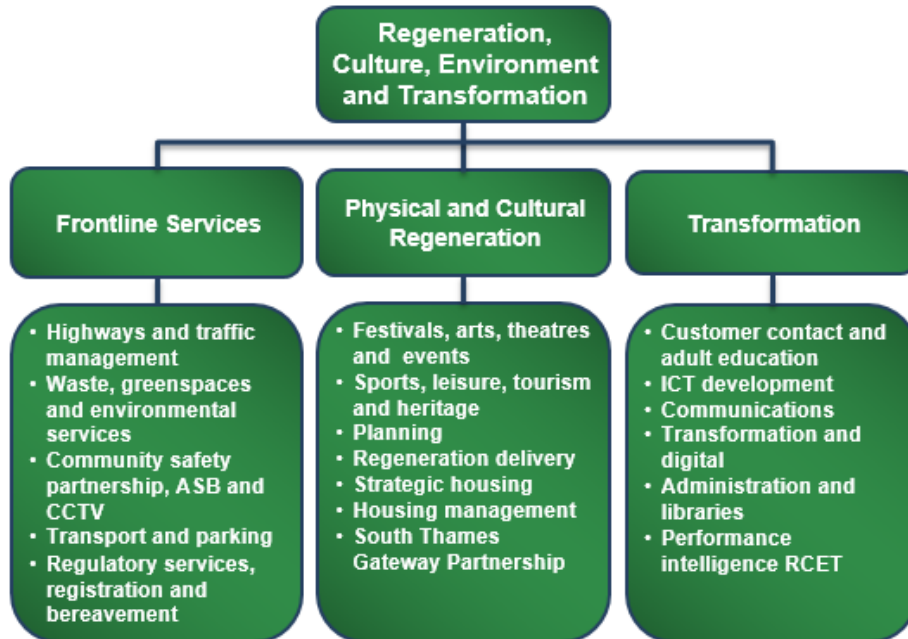 Regeneration,
Culture, Environment
and Transformation
Frontline Services
Physical and Cultural
Regeneration
Transformation
• Highways and traffic
management
• Waste, greenspaces
and environmental
services
• Community safety
partnership, ASB and
CCTV
• Transport and parking
• Regulatory services,
registration and
bereavement
• Festivals, arts, theatres
and events
• Sports, leisure, tourism
and heritage
• Planning
• Regeneration delivery
• Strategic housing
• Housing management
• South Thames
Gateway Partnership
• Customer contact and
adult education
• ICT development
• Communications
• Transformation and
digital
• Administration and
libraries
• Performance
intelligence RCET